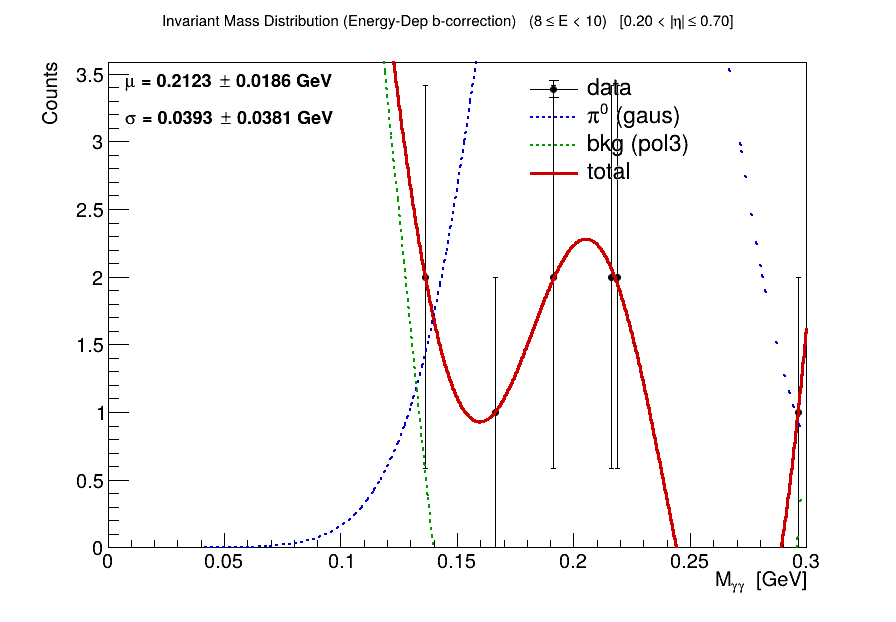 Invariant Mass Distribution (Energy-Dep b-correction) (8 ≤ E < 10) [0.20 < |η| ≤ 0.70]
Counts
μ = 0.2123 ± 0.0186 GeV
σ = 0.0393 ± 0.0381 GeV
data
π⁰ (gaus)
bkg (pol3)
total
3.5
3
2.5
2
1.5
1
0.5
0
0 0.05 0.1 0.15 0.2 0.25 0.3
Mγγ [GeV]